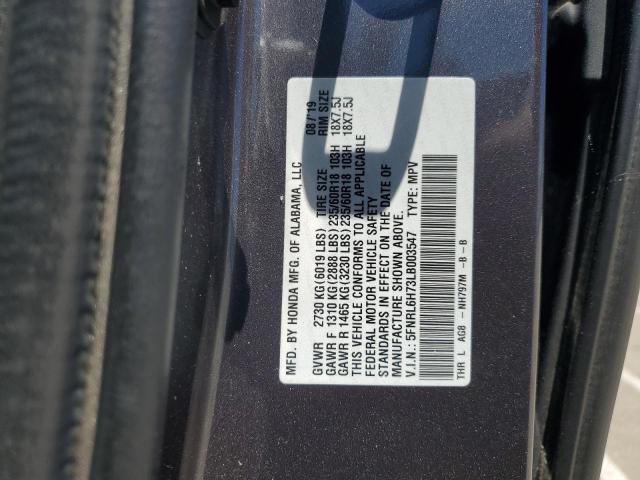 MFD. BY HONDA MFG. OF ALABAMA, LLC 08/'19
GVWR 2730 KG(6019 LBS) TIRE SIZE RIM SIZE
GAWR F 1310 KG(2888 LBS) 235/60R18 103H 18X7.5J
GAWR R 1465 KG(3230 LBS) 235/60R18 103H 18X7.5J
THIS VEHICLE CONFORMS TO ALL APPLICABLE
FEDERAL MOTOR VEHICLE SAFETY
STANDARDS IN EFFECT ON THE DATE OF
MANUFACTURE SHOWN ABOVE.
V.I.N.: 5FNRL6H73LB003547 TYPE: MPV
THR L AG8 - NH797M -B -B